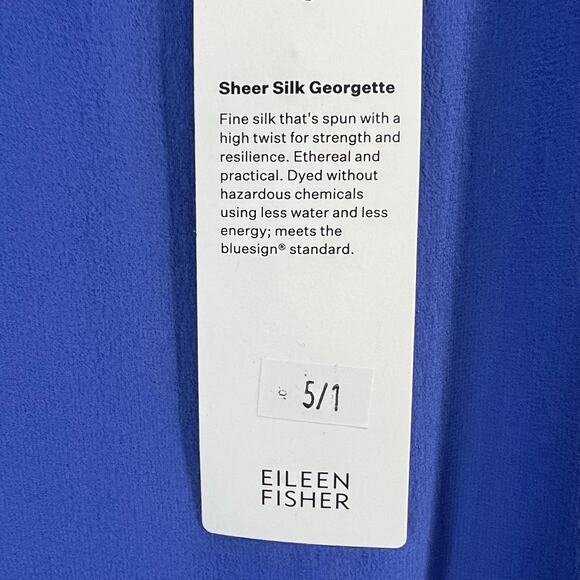 Sheer Silk Georgette
Fine silk that's spun with a
high twist for strength and
resilience. Ethereal and
practical. Dyed without
hazardous chemicals
using less water and less
energy; meets the
bluesign® standard.
5/1
EILEEN
FISHER